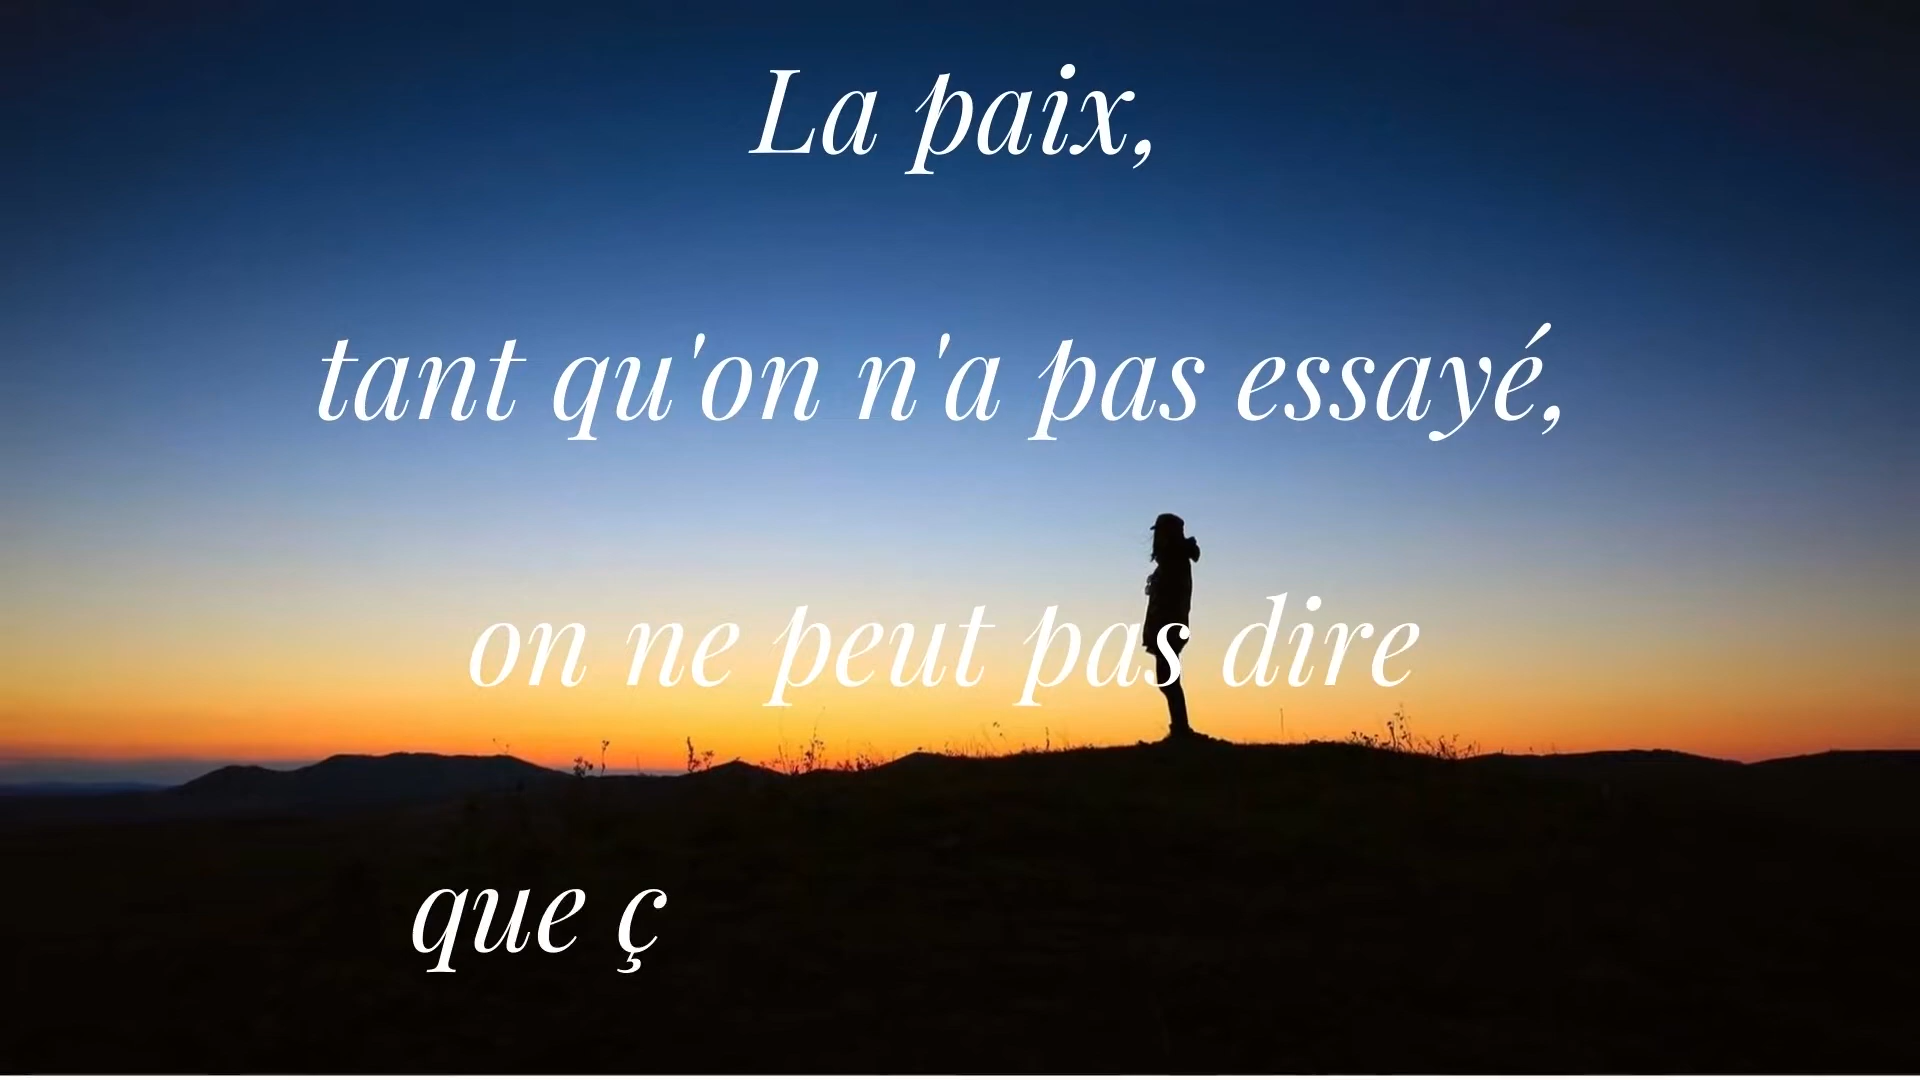 La paix,
tant qu'on n'a pas essayé,
on ne peut pas dire
que ç